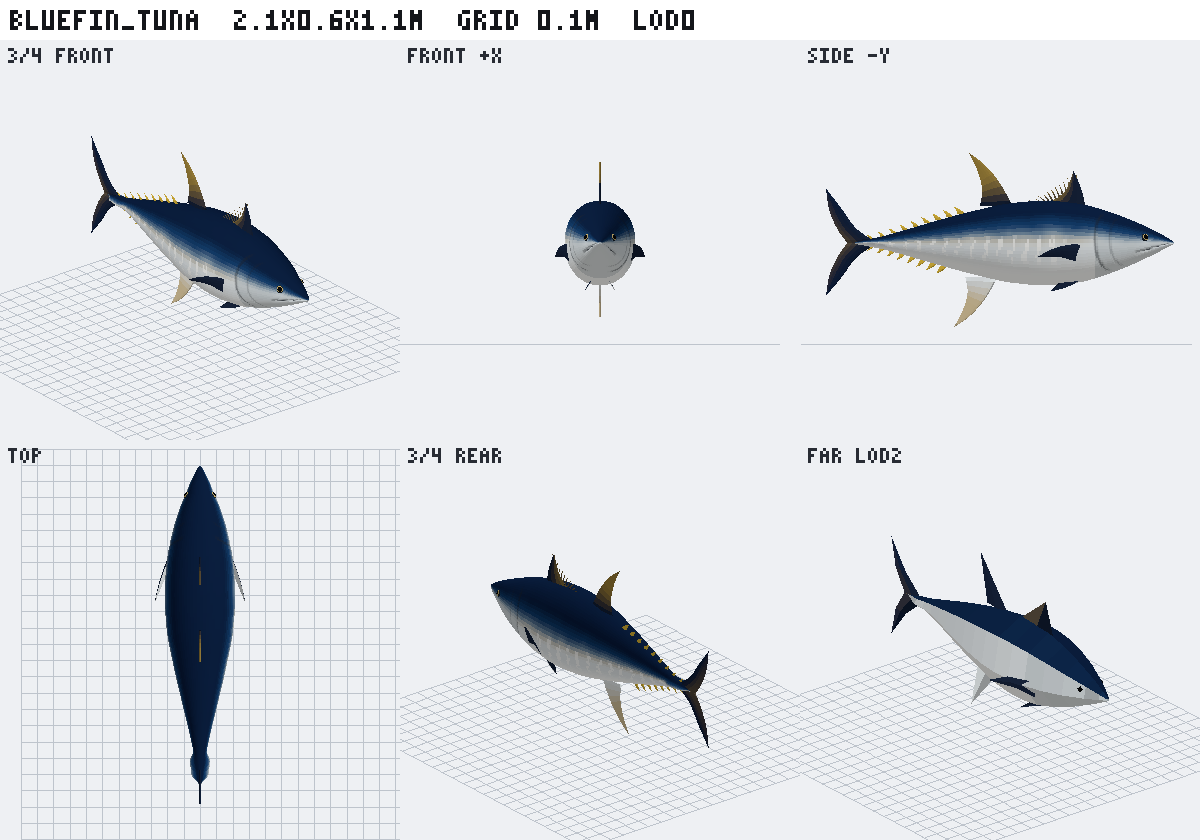 BLUEFIN_TUNA 2.1X0.6X1.1M GRID 0.1M LOD0
3/4 FRONT
FRONT +X
SIDE -Y
TOP
3/4 REAR
FAR LOD2